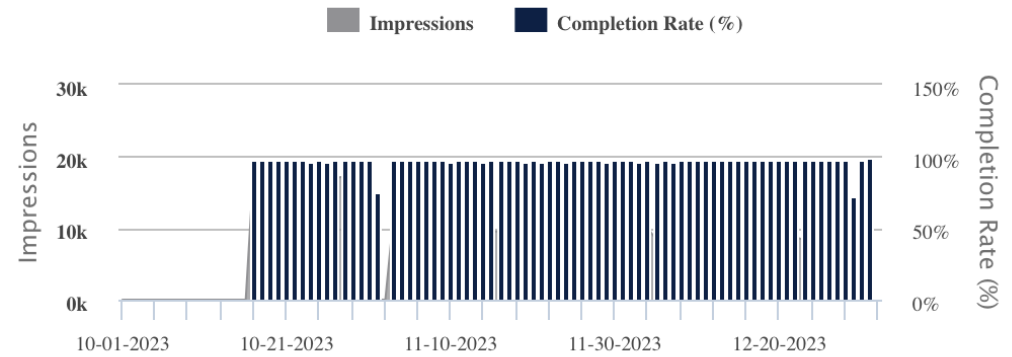 Impressions Completion Rate (%)
30k 150%
20k 100%
10k 50%
0k 0%
Impressions
Completion Rate (%)
10-01-2023 10-21-2023 11-10-2023 11-30-2023 12-20-2023